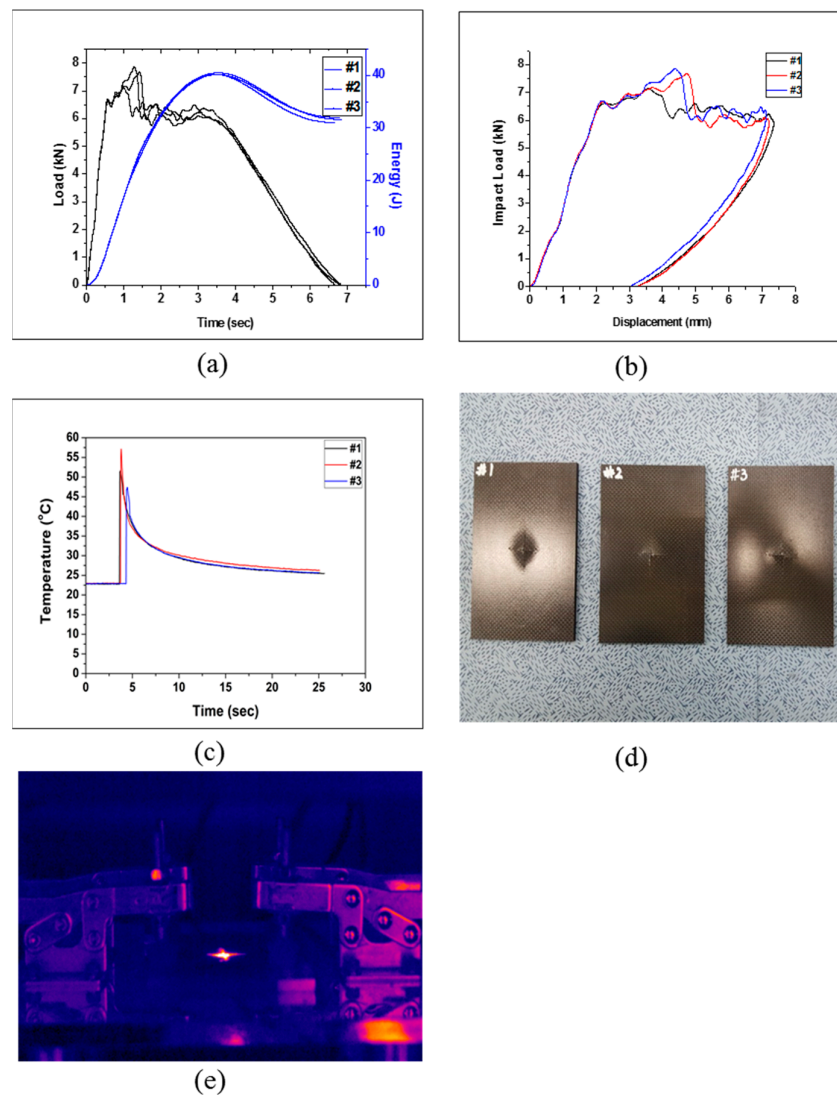 8
7
6
5
4
3
2
1
0
Load (kN)
0 1 2 3 4 5 6 7
Time (sec)
40
30
20
10
0
Energy (J)
#1
#2
#3
(a)
8
7
6
5
4
3
2
1
0
Impact Load (kN)
0 1 2 3 4 5 6 7 8
Displacement (mm)
#1
#2
#3
(b)
60
55
50
45
40
35
30
25
20
15
10
5
0
Temperature (°C)
0 5 10 15 20 25 30
Time (sec)
#1
#2
#3
(c)
#1 #2 #3
(d)
(e)